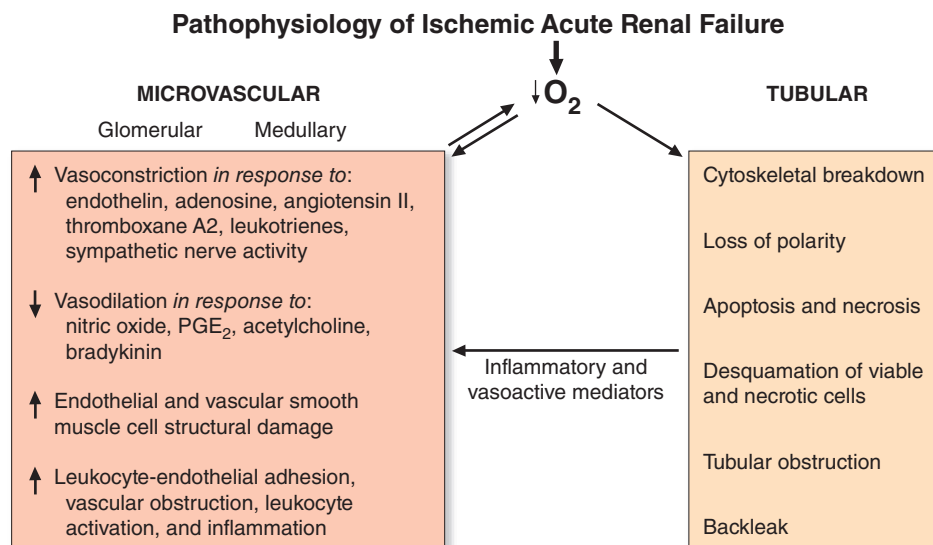 Pathophysiology of Ischemic Acute Renal Failure
↓O₂
MICROVASCULAR
Glomerular Medullary
↑ Vasoconstriction in response to:
endothelin, adenosine, angiotensin II,
thromboxane A2, leukotrienes,
sympathetic nerve activity
↓ Vasodilation in response to:
nitric oxide, PGE₂, acetylcholine,
bradykinin
↑ Endothelial and vascular smooth
muscle cell structural damage
↑ Leukocyte-endothelial adhesion,
vascular obstruction, leukocyte
activation, and inflammation
Inflammatory and
vasoactive mediators
TUBULAR
Cytoskeletal breakdown
Loss of polarity
Apoptosis and necrosis
Desquamation of viable
and necrotic cells
Tubular obstruction
Backleak